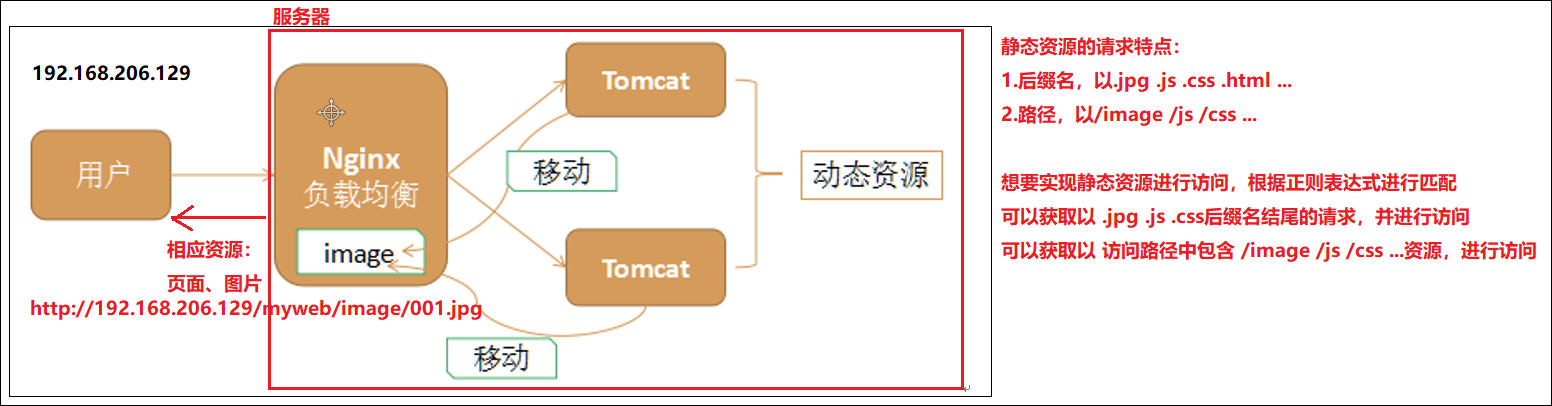 服务器
192.168.206.129
用户
Nginx
负载均衡
image
Tomcat
移动
Tomcat
移动
动态资源
相应资源：
页面、图片
http://192.168.206.129/myweb/image/001.jpg
静态资源的请求特点：
1.后缀名，以.jpg .js .css .html ...
2.路径，以/image /js /css ...
想要实现静态资源进行访问，根据正则表达式进行匹配
可以获取以 .jpg .js .css后缀名结尾的请求，并进行访问
可以获取以 访问路径中包含 /image /js /css ...资源，进行访问